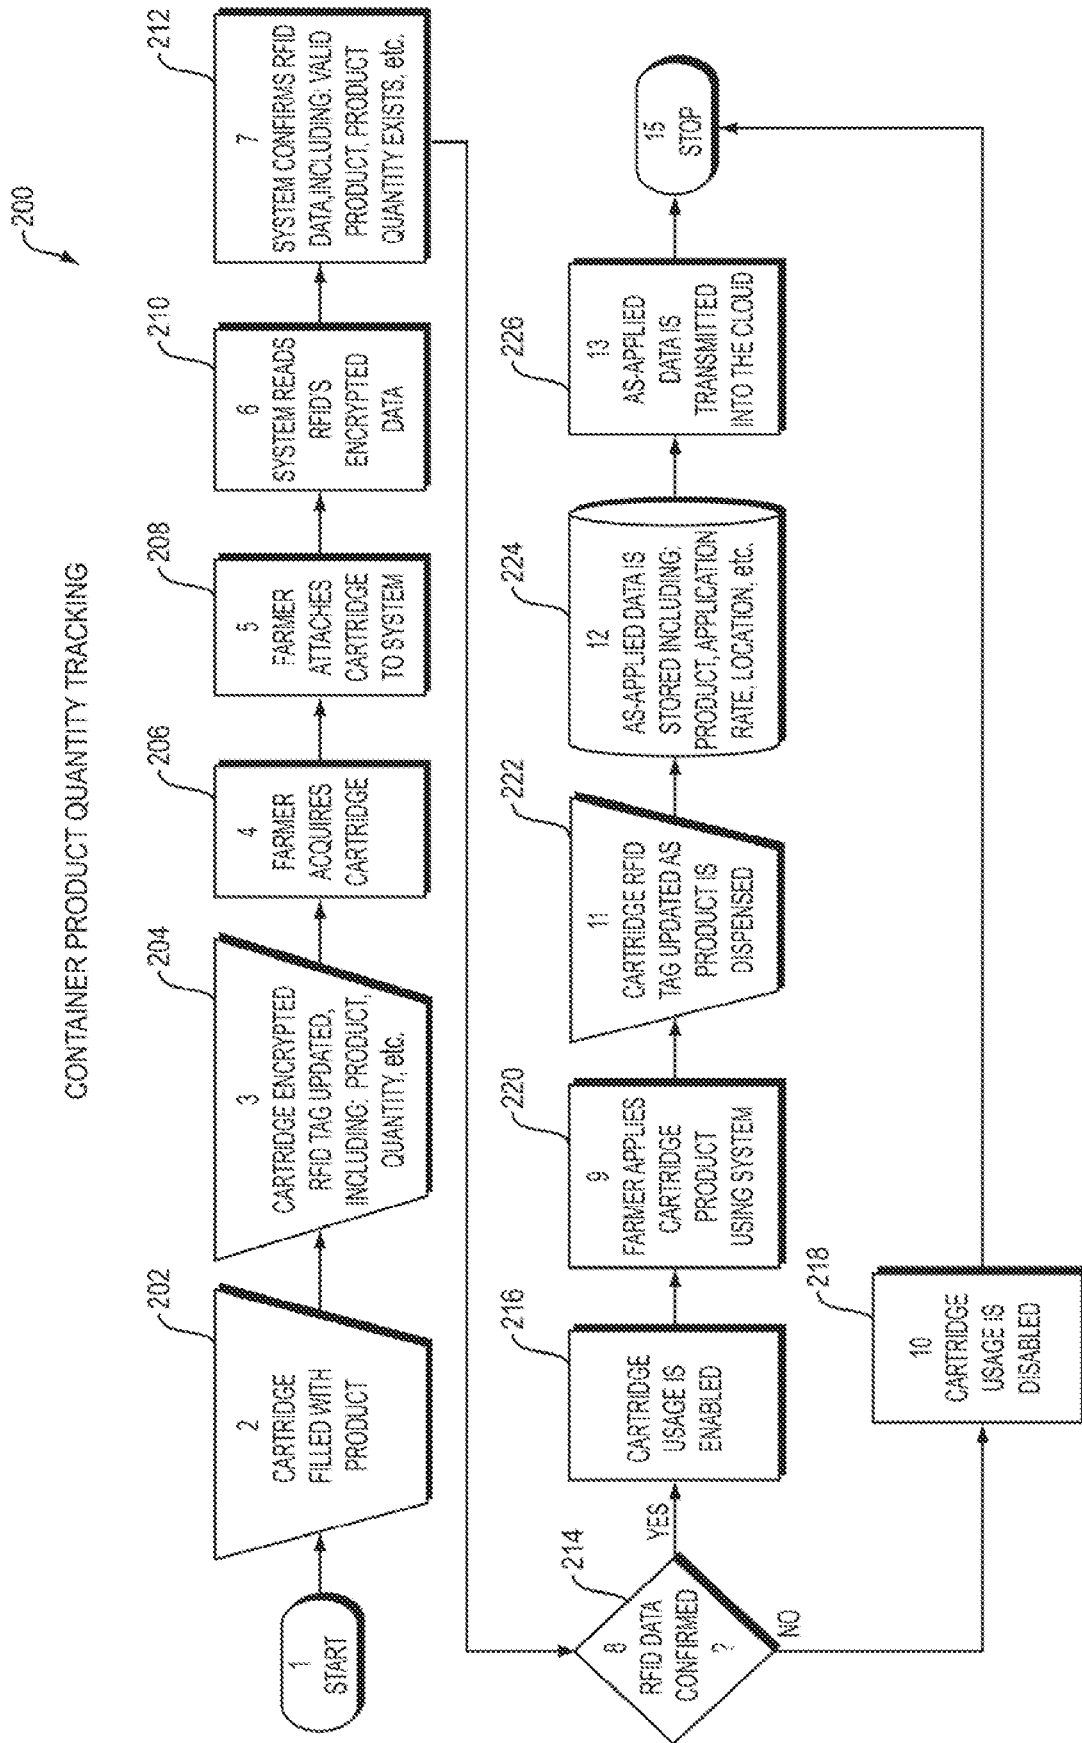 CONTAINER PRODUCT QUANTITY TRACKING
200
1
START
202
2
CARTRIDGE
FILLED WITH
PRODUCT
204
3
CARTRIDGE ENCRYPTED
RFID TAG UPDATED,
INCLUDING: PRODUCT,
QUANTITY, etc.
206
4
FARMER
ACQUIRES
CARTRIDGE
208
5
FARMER
ATTACHES
CARTRIDGE
TO SYSTEM
210
6
SYSTEM READS
RFID'S
ENCRYPTED
DATA
212
7
SYSTEM CONFIRMS RFID
DATA,INCLUDING: VALID
PRODUCT, PRODUCT
QUANTITY EXISTS, etc.
214
8
RFID DATA
CONFIRMED
?
YES
NO
216
CARTRIDGE
USAGE IS
ENABLED
220
9
FARMER APPLIES
CARTRIDGE
PRODUCT
USING SYSTEM
222
11
CARTRIDGE RFID
TAG UPDATED AS
PRODUCT IS
DISPENSED
224
12
AS-APPLIED DATA IS
STORED INCLUDING:
PRODUCT, APPLICATION
RATE, LOCATION, etc.
226
13
AS-APPLIED
DATA IS
TRANSMITTED
INTO THE CLOUD
15
STOP
218
10
CARTRIDGE
USAGE IS
DISABLED